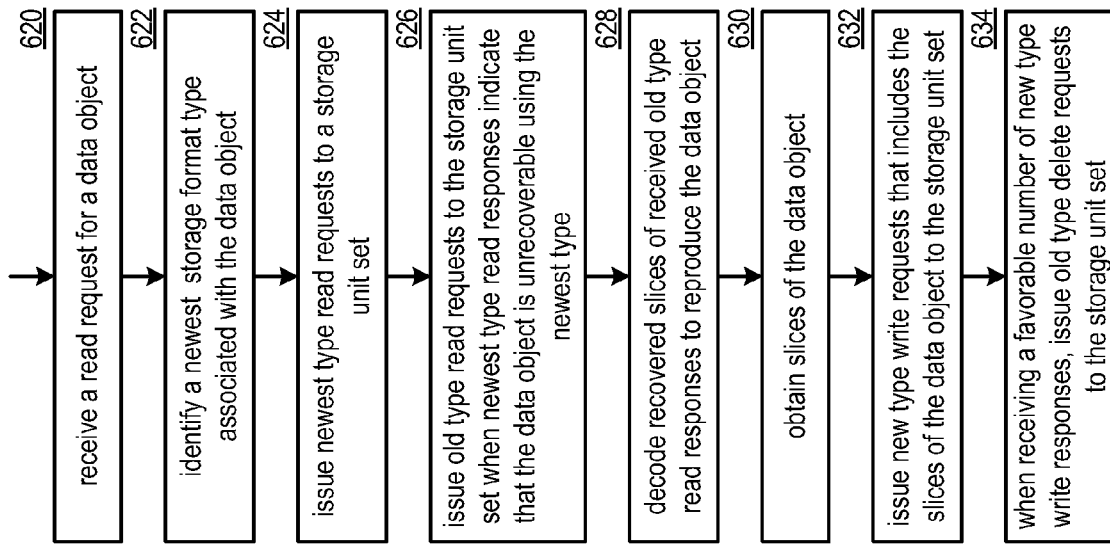 620
receive a read request for a data object
622
identify a newest storage format type
associated with the data object
624
issue newest type read requests to a storage
unit set
626
issue old type read requests to the storage unit
set when newest type read responses indicate
that the data object is unrecoverable using the
newest type
628
decode recovered slices of received old type
read responses to reproduce the data object
630
obtain slices of the data object
632
issue new type write requests that includes the
slices of the data object to the storage unit set
634
when receiving a favorable number of new type
write responses, issue old type delete requests
to the storage unit set